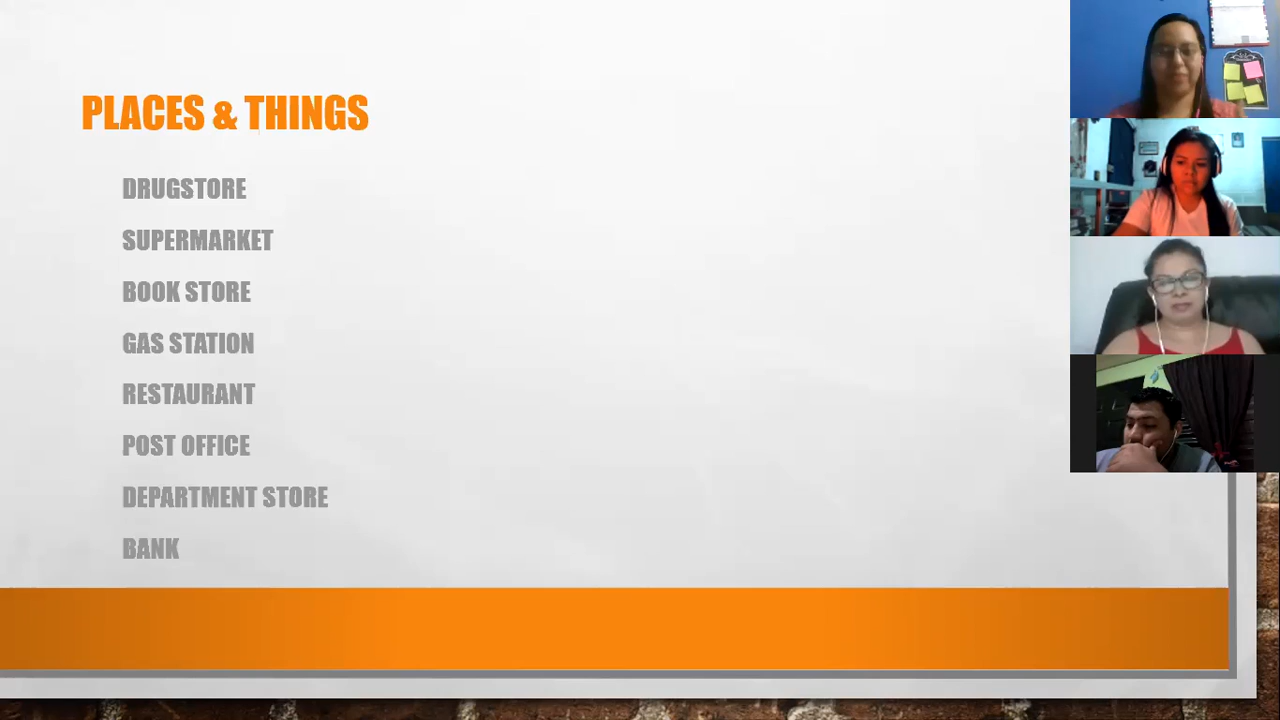 PLACES & THINGS
DRUGSTORE
SUPERMARKET
BOOK STORE
GAS STATION
RESTAURANT
POST OFFICE
DEPARTMENT STORE
BANK